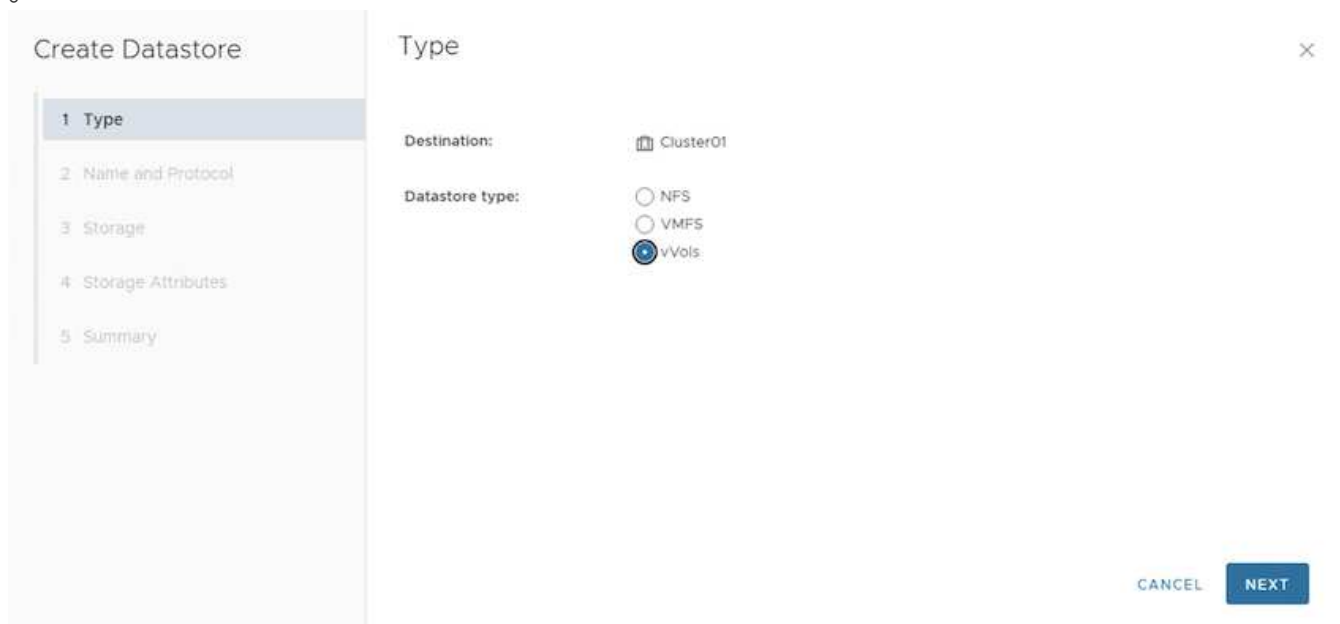 Create Datastore
1 Type
2 Name and Protocol
3 Storage
4 Storage Attributes
5 Summary
Type
Destination: Cluster01
Datastore type: NFS
VMFS
vVols
CANCEL NEXT